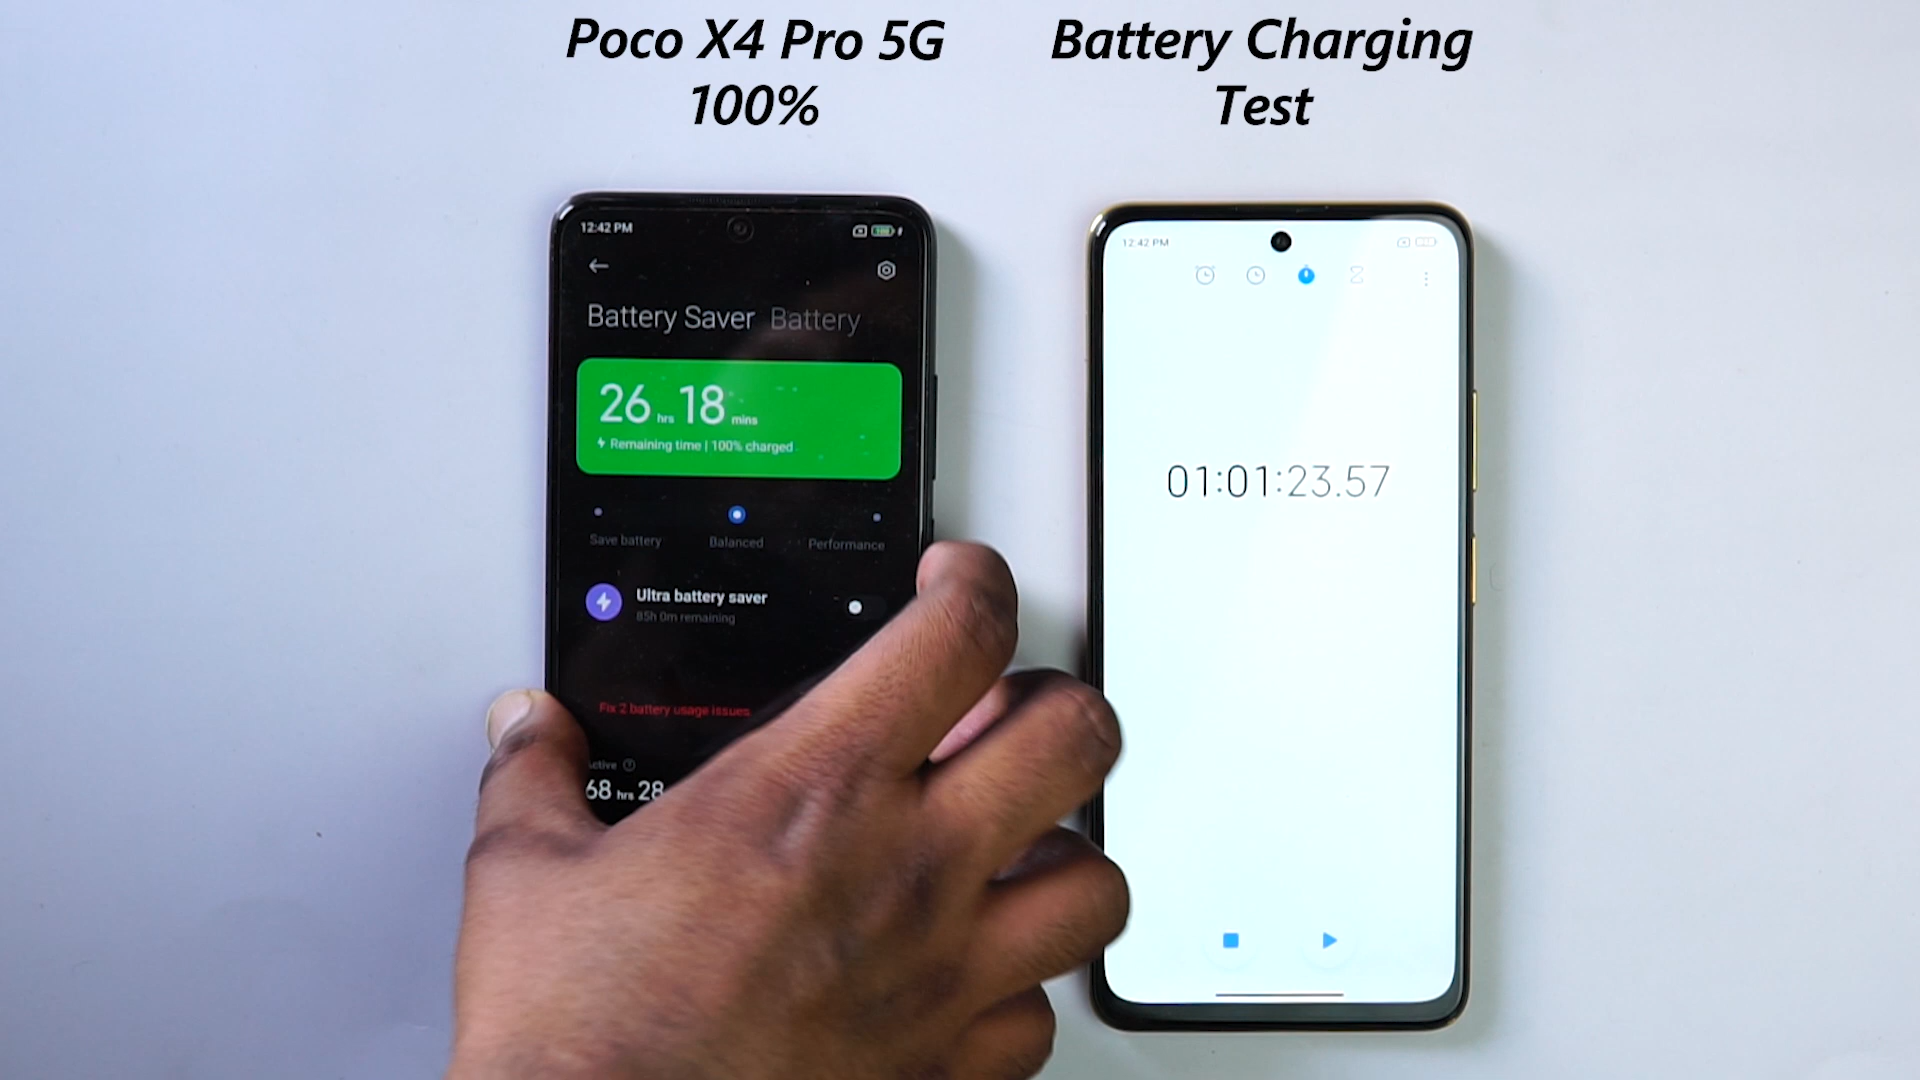 Poco X4 Pro 5G
100%
Battery Charging
Test
12:42 PM
Battery Saver Battery
26 hrs 18 mins
Remaining time | 100% charged
Save battery Balanced Performance
Ultra battery saver
85h 0m remaining
Fix 2 battery usage issues
Active
68 hrs 28
12:42 PM
01:01:23.57